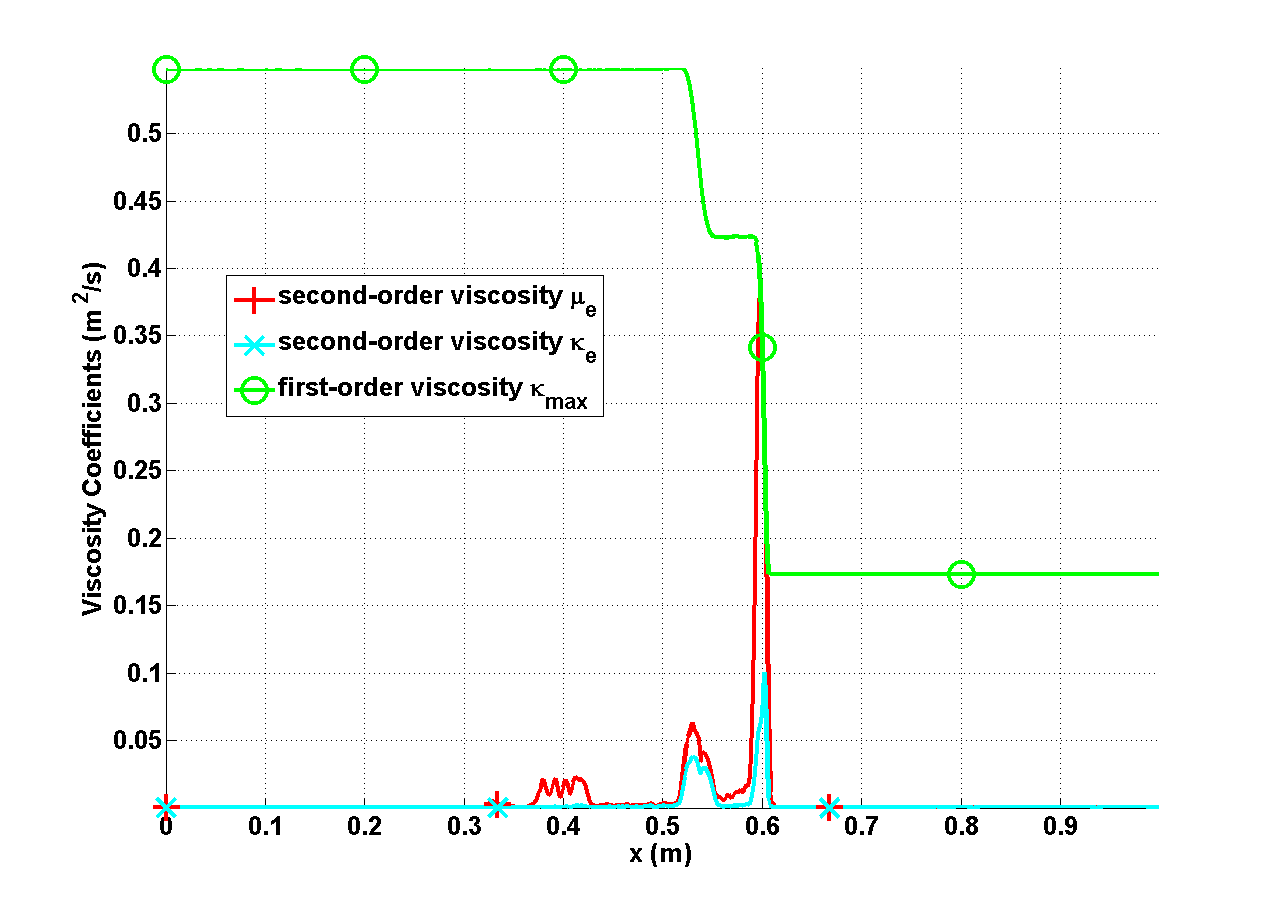 0.5
0.45
0.4
0.35
0.3
0.25
0.2
0.15
0.1
0.05
Viscosity Coefficients (m²/s)
second-order viscosity μₑ
second-order viscosity κₑ
first-order viscosity κₘₐₓ
0 0.1 0.2 0.3 0.4 0.5 0.6 0.7 0.8 0.9
x (m)